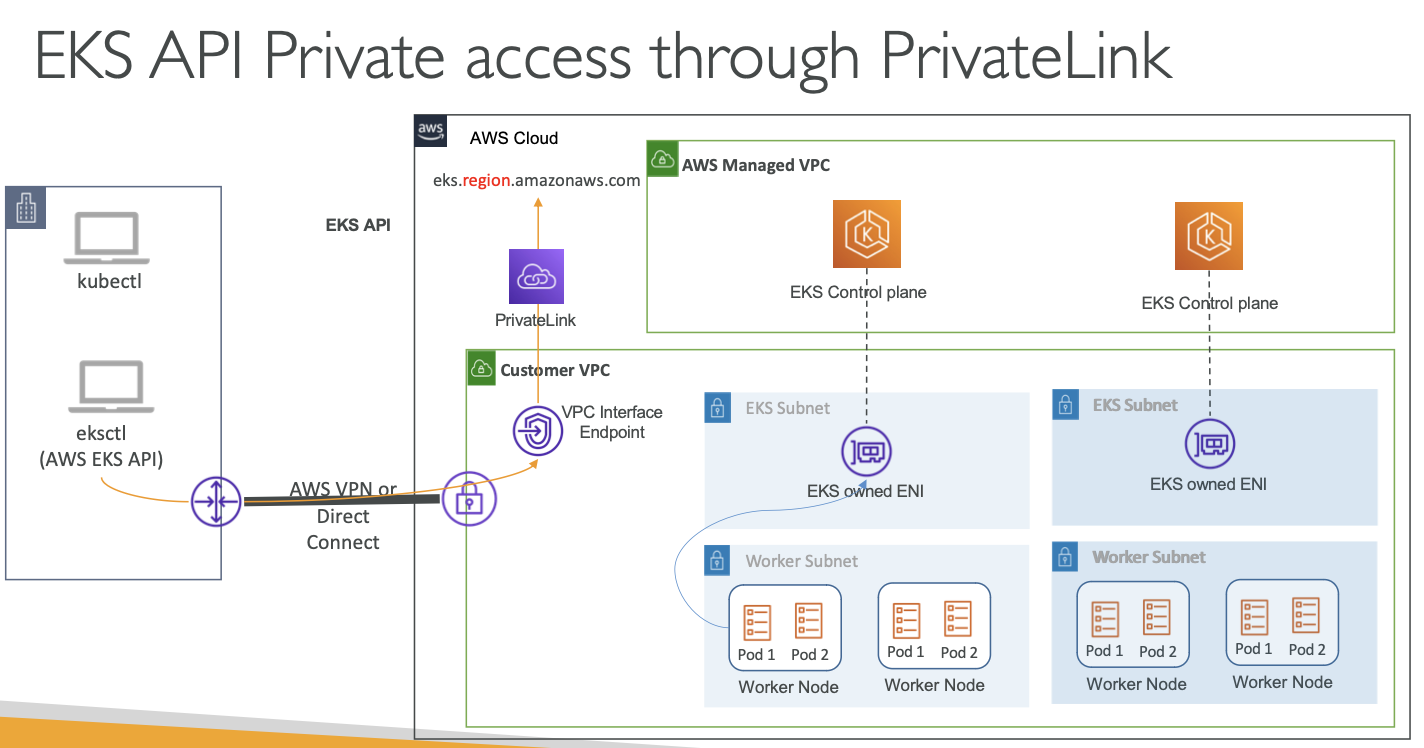 EKS API Private access through PrivateLink
aws
AWS Cloud
eks.region.amazonaws.com
AWS Managed VPC
EKS API
kubectl
PrivateLink
EKS Control plane
EKS Control plane
Customer VPC
VPC Interface
Endpoint
EKS Subnet
EKS Subnet
eksctl
(AWS EKS API)
AWS VPN or
Direct
Connect
EKS owned ENI
EKS owned ENI
Worker Subnet
Worker Subnet
Pod 1
Pod 2
Pod 1
Pod 2
Pod 1
Pod 2
Pod 1
Pod 2
Worker Node
Worker Node
Worker Node
Worker Node